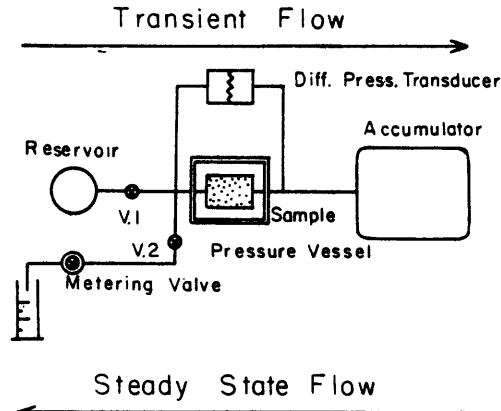 Transient Flow
Diff. Press. Transducer
Accumulator
Reservoir
V.1
Sample
V.2
Pressure Vessel
Metering Valve
Steady State Flow